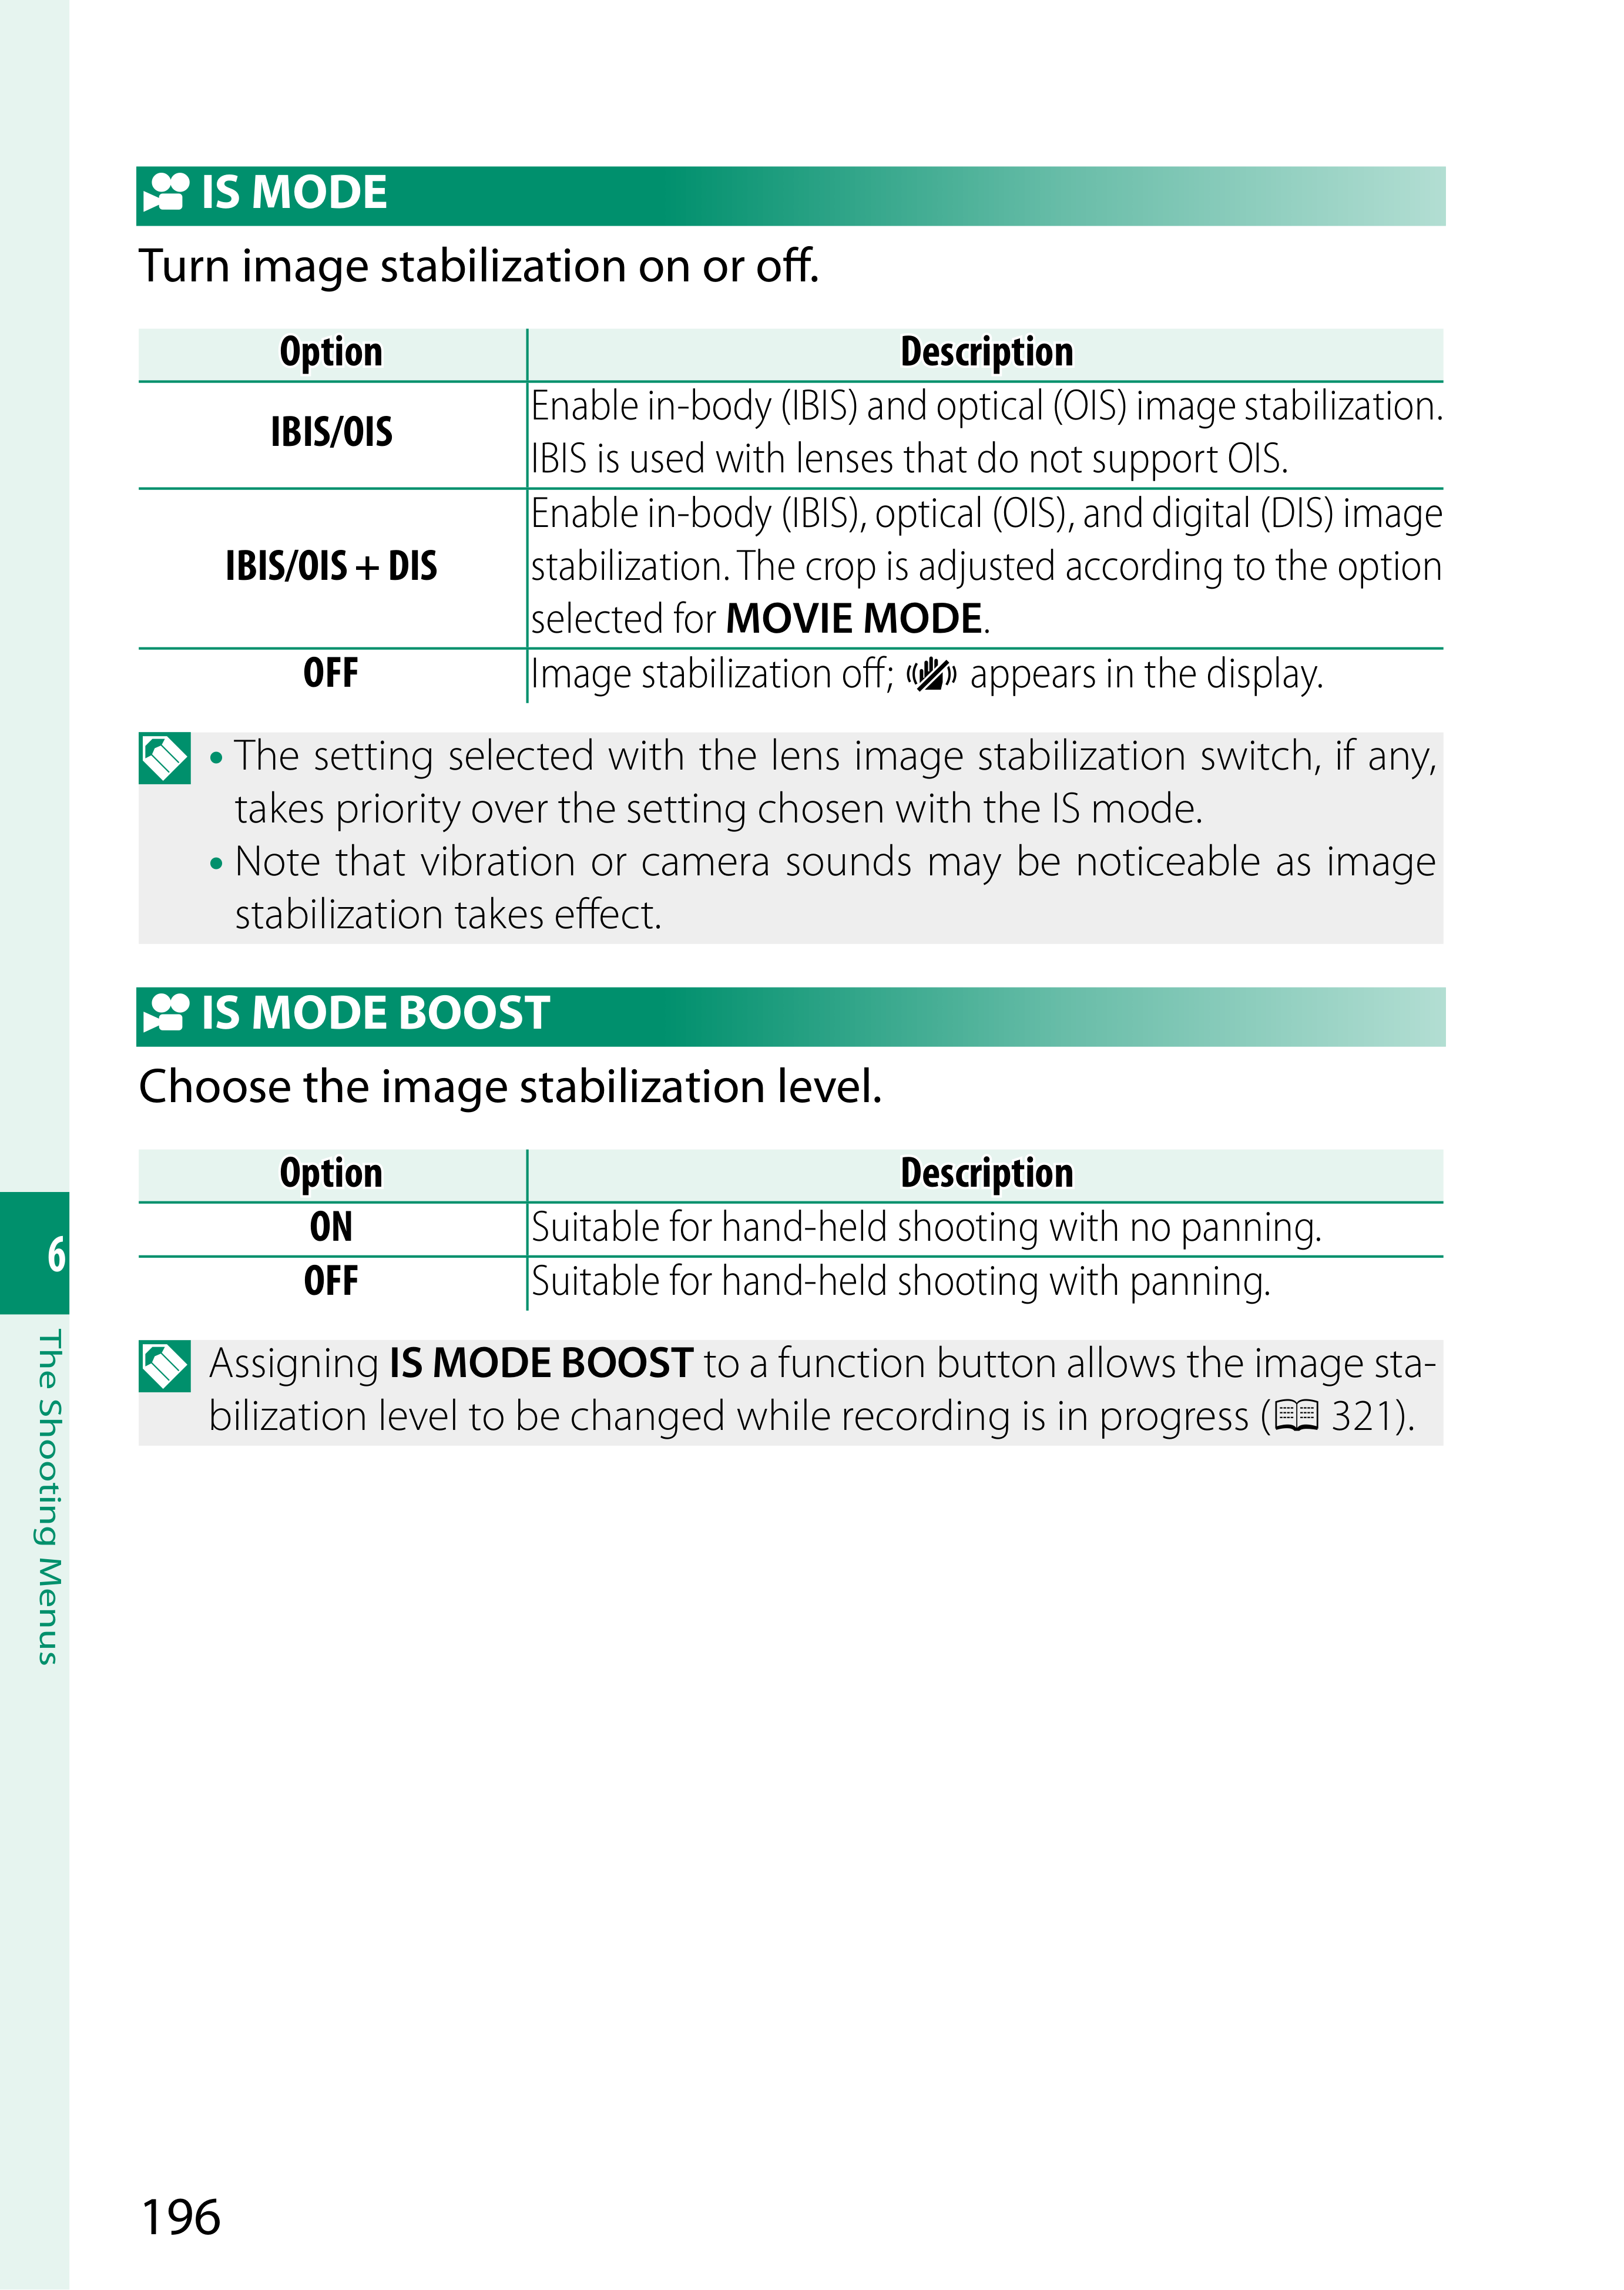 IS MODE
Turn image stabilization on or off.
Option Description
IBIS/OIS Enable in-body (IBIS) and optical (OIS) image stabilization.
IBIS is used with lenses that do not support OIS.
IBIS/OIS + DIS Enable in-body (IBIS), optical (OIS), and digital (DIS) image
stabilization. The crop is adjusted according to the option
selected for MOVIE MODE.
OFF Image stabilization off; appears in the display.
• The setting selected with the lens image stabilization switch, if any,
takes priority over the setting chosen with the IS mode.
• Note that vibration or camera sounds may be noticeable as image
stabilization takes effect.
IS MODE BOOST
Choose the image stabilization level.
Option Description
ON Suitable for hand-held shooting with no panning.
OFF Suitable for hand-held shooting with panning.
Assigning IS MODE BOOST to a function button allows the image sta-
bilization level to be changed while recording is in progress (321).
6
The Shooting Menus
196